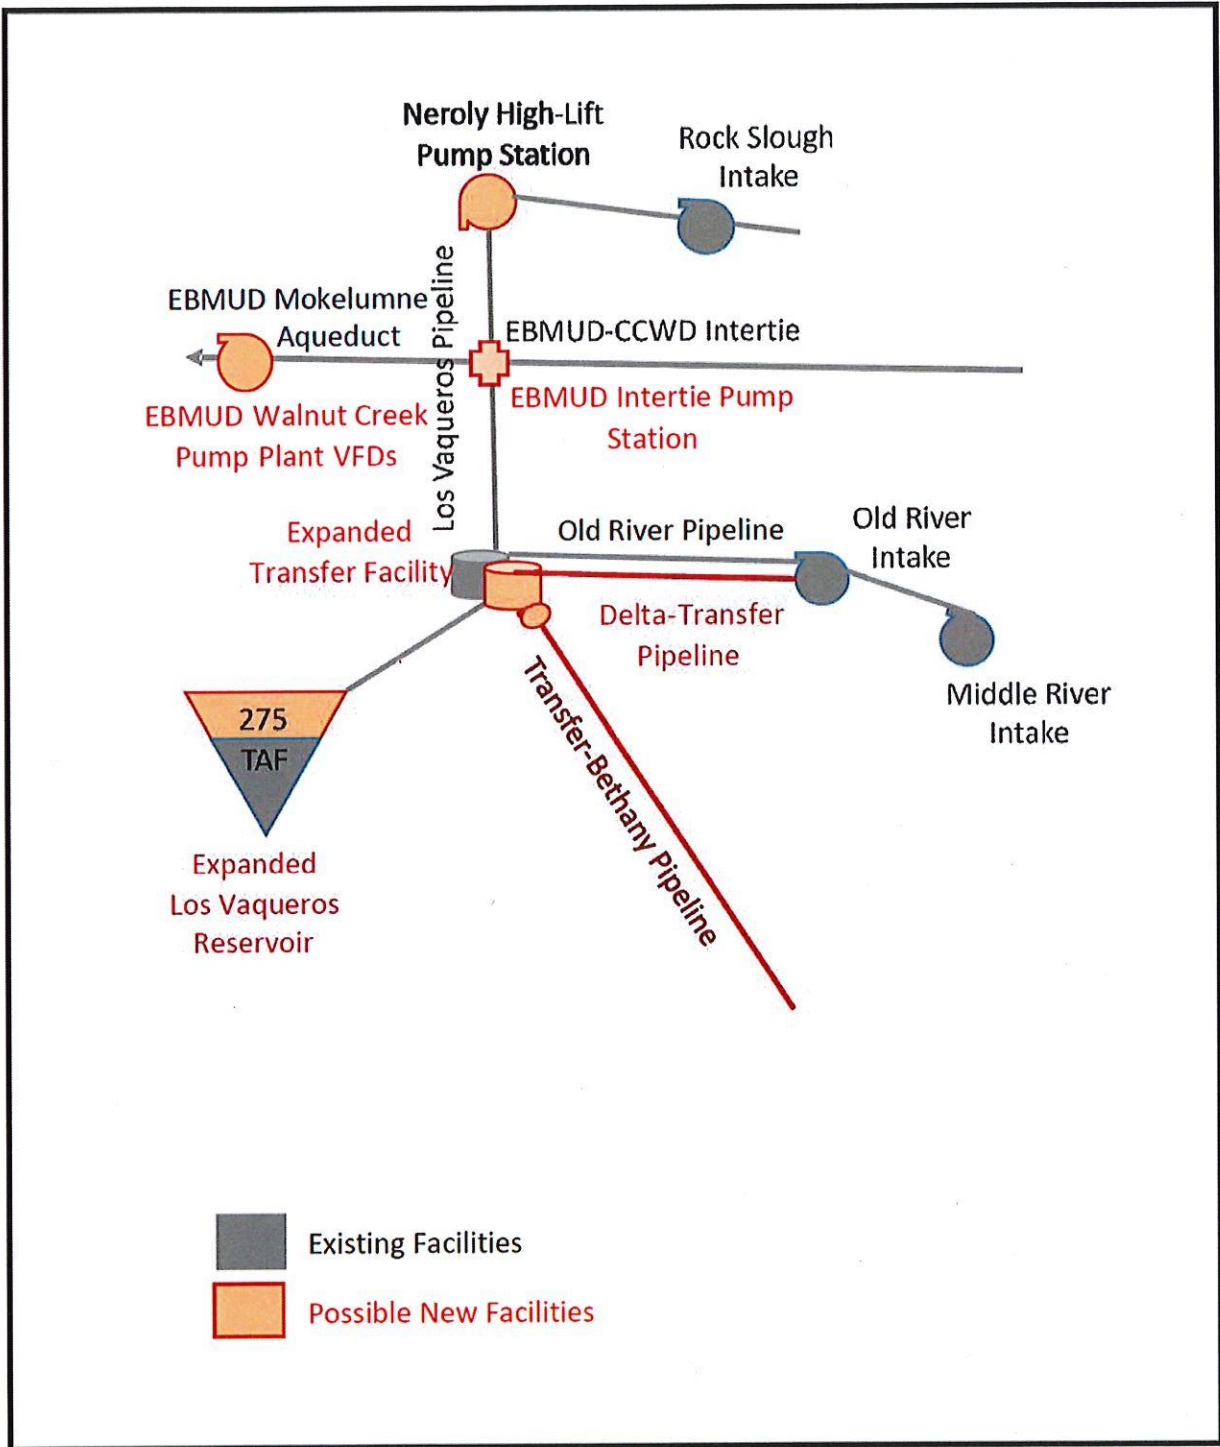 Neroly High-Lift
Pump Station
Rock Slough
Intake
Los Vaqueros Pipeline
EBMUD Mokelumne
Aqueduct
EBMUD-CCWD Intertie
EBMUD Walnut Creek
Pump Plant VFDs
EBMUD Intertie Pump
Station
Expanded
Transfer Facility
Old River Pipeline
Old River
Intake
Delta-Transfer
Pipeline
Middle River
Intake
Transfer-Bethany Pipeline
275
TAF
Expanded
Los Vaqueros
Reservoir
Existing Facilities
Possible New Facilities